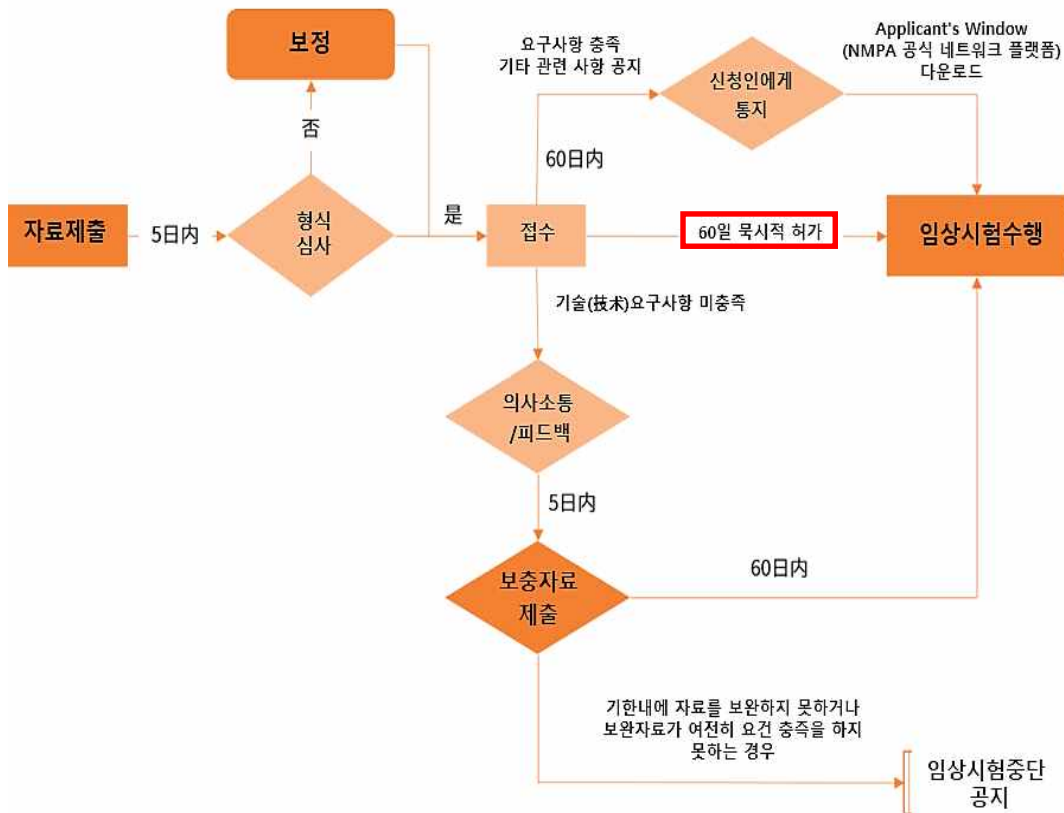 보정
요구사항 충족
기타 관련 사항 공지
Applicant's Window
(NMPA 공식 네트워크 플랫폼)
다운로드
신청인에게
통지
否
60日内
자료제출
5日内
형식
심사
是
접수
60일 묵시적 허가
임상시험수행
기술(技术)요구사항 미충족
의사소통
/피드백
5日内
보충자료
제출
60日内
기한내에 자료를 보완하지 못하거나
보완자료가 여전히 요건 충족을 하지
못하는 경우
임상시험중단
공지